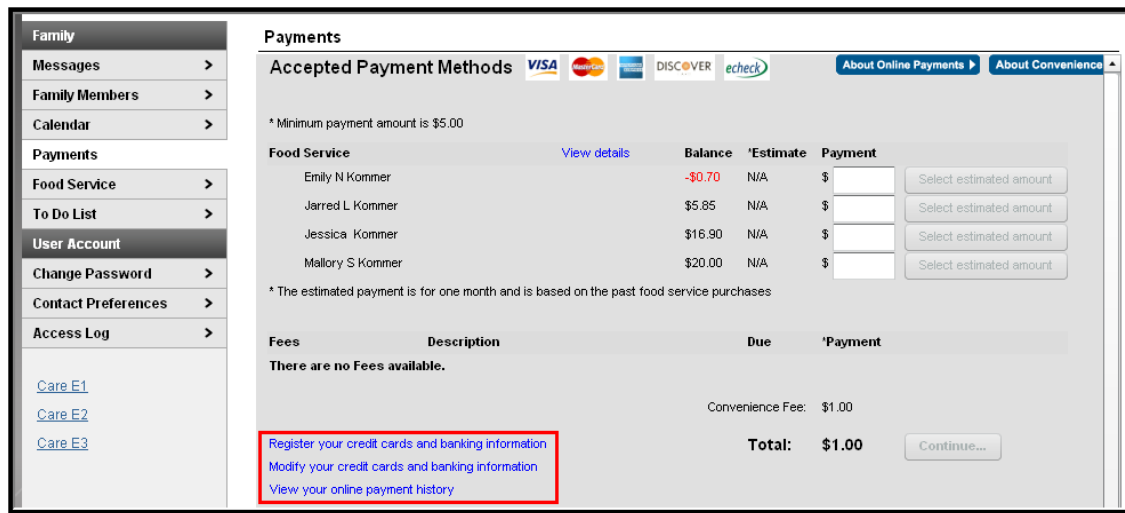 Family
Messages >
Family Members >
Calendar >
Payments
Food Service >
To Do List >
User Account
Change Password >
Contact Preferences >
Access Log >
Care E1
Care E2
Care E3
Payments
Accepted Payment Methods VISA MasterCard DISCOVER echeck About Online Payments About Convenience
* Minimum payment amount is $5.00
Food Service View details Balance *Estimate Payment
Emily N Kommer -$0.70 N/A $ Select estimated amount
Jarred L Kommer $5.85 N/A $ Select estimated amount
Jessica Kommer $16.90 N/A $ Select estimated amount
Mallory S Kommer $20.00 N/A $ Select estimated amount
* The estimated payment is for one month and is based on the past food service purchases
Fees Description Due *Payment
There are no Fees available.
Convenience Fee: $1.00
Register your credit cards and banking information Total: $1.00 Continue...
Modify your credit cards and banking information
View your online payment history